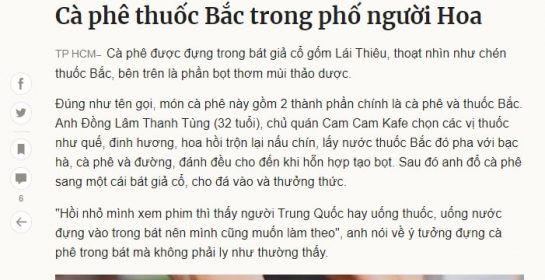 Cà phê thuốc Bắc trong phố người Hoa
TP HCM– Cà phê được đựng trong bát giả cổ gốm Lái Thiêu, thoạt nhìn như chén
thuốc Bắc, bên trên là phần bọt thơm mùi thảo dược.
Đúng như tên gọi, món cà phê này gồm 2 thành phần chính là cà phê và thuốc Bắc.
Anh Đồng Lâm Thanh Tùng (32 tuổi), chủ quán Cam Cam Kafe chọn các vị thuốc
như quế, đinh hương, hoa hồi trộn lại nấu chín, lấy nước thuốc Bắc đó pha với bạc
hà, cà phê và đường, đánh đều cho đến khi hỗn hợp tạo bọt. Sau đó anh đổ cà phê
sang một cái bát giả cổ, cho đá vào và thưởng thức.
6
"Hồi nhỏ mình xem phim thì thấy người Trung Quốc hay uống thuốc, uống nước
đựng vào trong bát nên mình cũng muốn làm theo", anh nói về ý tưởng đựng cà
phê trong bát mà không phải ly như thường thấy.